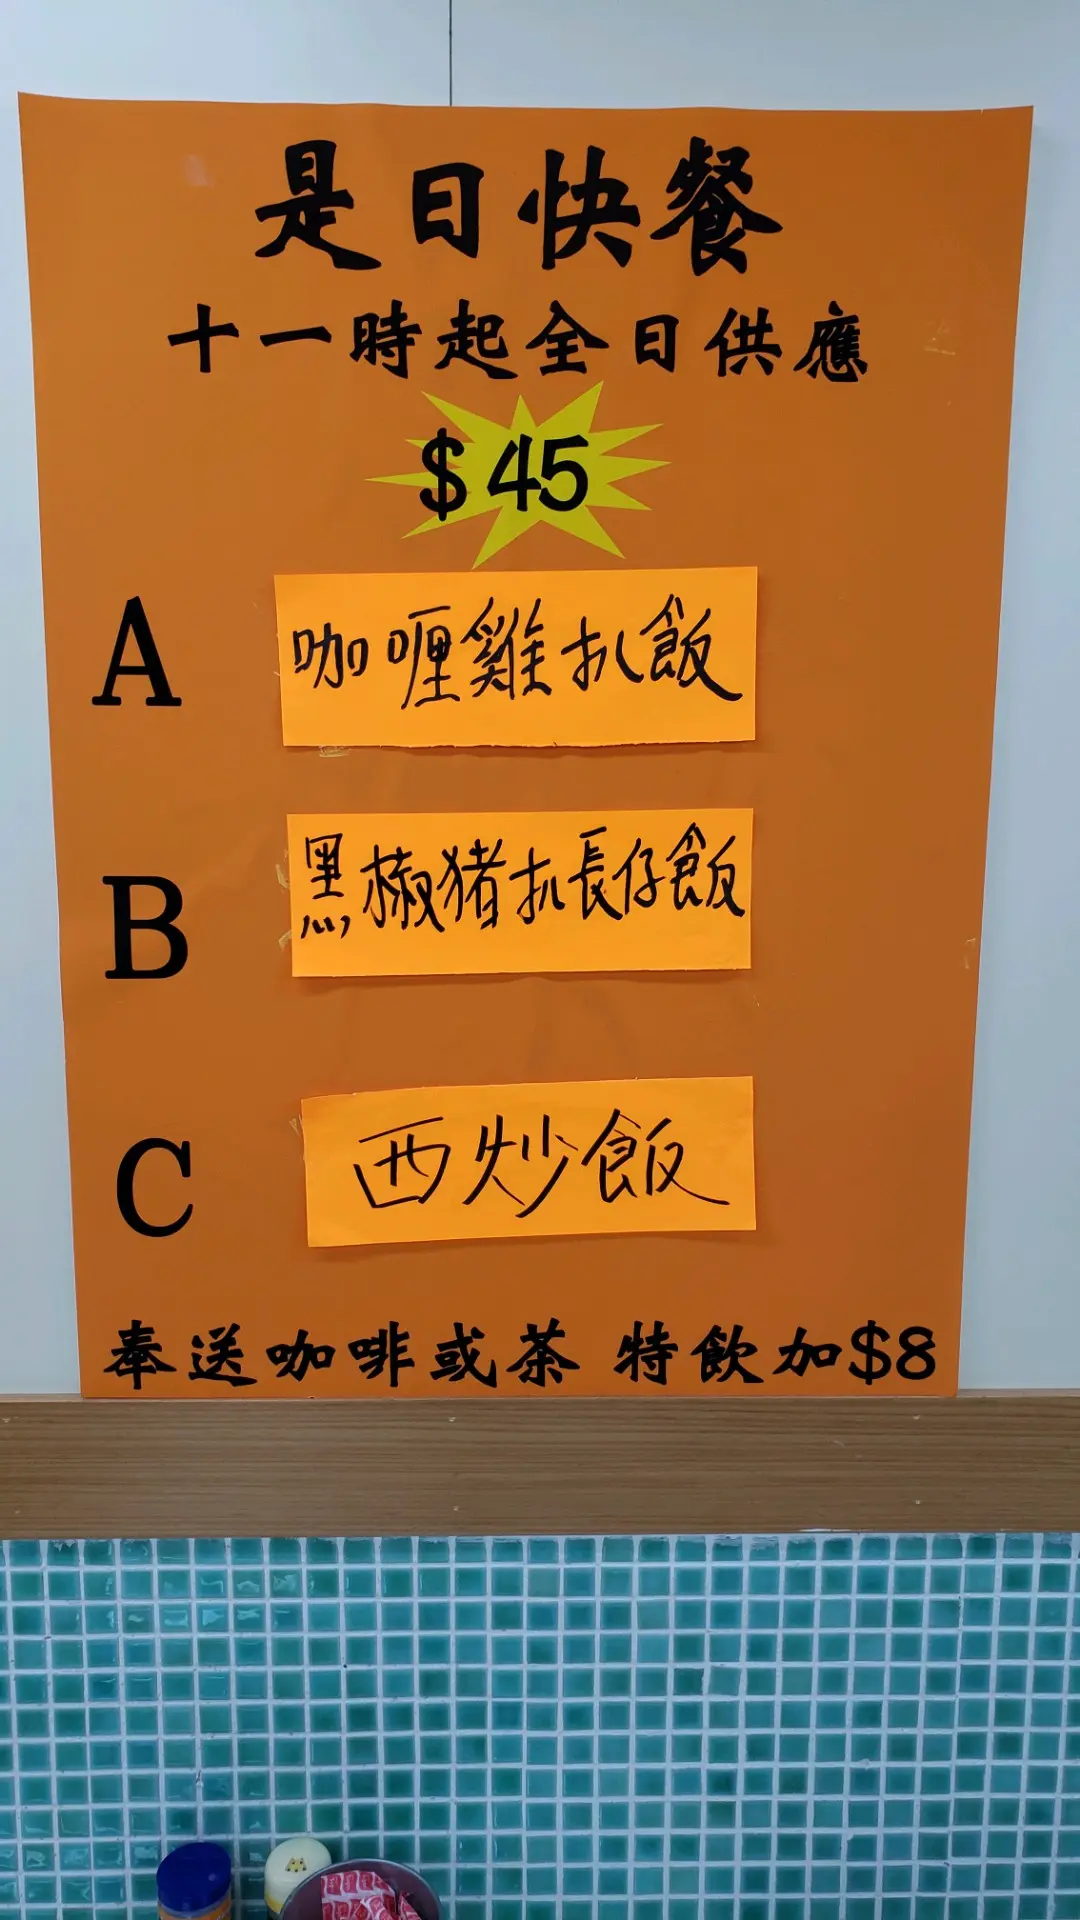 是日快餐
十一時起全日供應
$45
A
咖喱雞扒飯
B
黑椒猪扒長仔飯
C
西炒飯
奉送咖啡或茶 特飲加$8